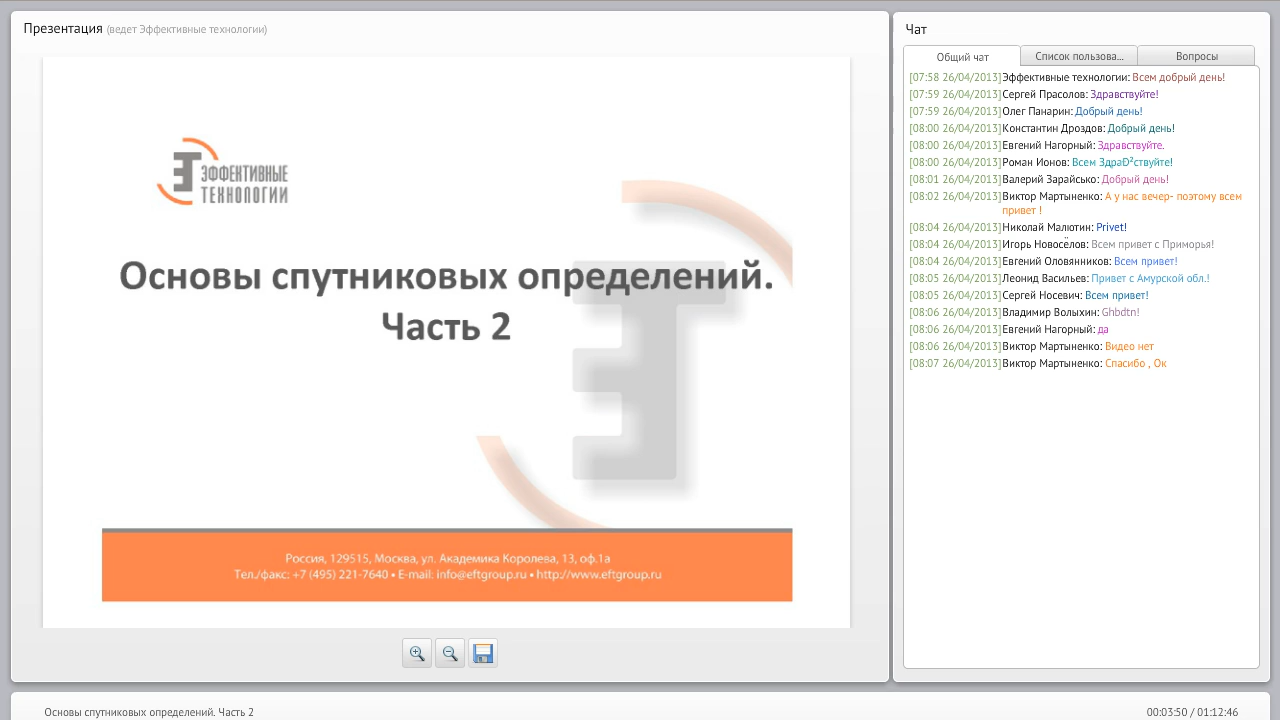 Презентация (ведет Эффективные технологии)
ЭФФЕКТИВНЫЕ
ТЕХНОЛОГИИ
Основы спутниковых определений.
Часть 2
Россия, 129515, Москва, ул. Академика Королева, 13, оф.1а
Тел./факс: +7 (495) 221-7640 • E-mail: info@eftgroup.ru • http://www.eftgroup.ru
Чат
Общий чат
Список пользова...
Вопросы
[07:58 26/04/2013]Эффективные технологии: Всем добрый день!
[07:59 26/04/2013]Сергей Прасолов: Здравствуйте!
[07:59 26/04/2013]Олег Панарин: Добрый день!
[08:00 26/04/2013]Константин Дроздов: Добрый день!
[08:00 26/04/2013]Евгений Нагорный: Здравствуйте.
[08:00 26/04/2013]Роман Ионов: Всем ЗдраÐ²ствуйте!
[08:01 26/04/2013]Валерий Зарайсько: Добрый день!
[08:02 26/04/2013]Виктор Мартыненко: А у нас вечер- поэтому всем
привет !
[08:04 26/04/2013]Николай Малютин: Privet!
[08:04 26/04/2013]Игорь Новосёлов: Всем привет с Приморья!
[08:04 26/04/2013]Евгений Оловянников: Всем привет!
[08:05 26/04/2013]Леонид Васильев: Привет с Амурской обл.!
[08:05 26/04/2013]Сергей Носевич: Всем привет!
[08:06 26/04/2013]Владимир Волыхин: Ghbdtn!
[08:06 26/04/2013]Евгений Нагорный: да
[08:06 26/04/2013]Виктор Мартыненко: Видео нет
[08:07 26/04/2013]Виктор Мартыненко: Спасибо , Ок
Основы спутниковых определений. Часть 2
00:03:50 / 01:12:46